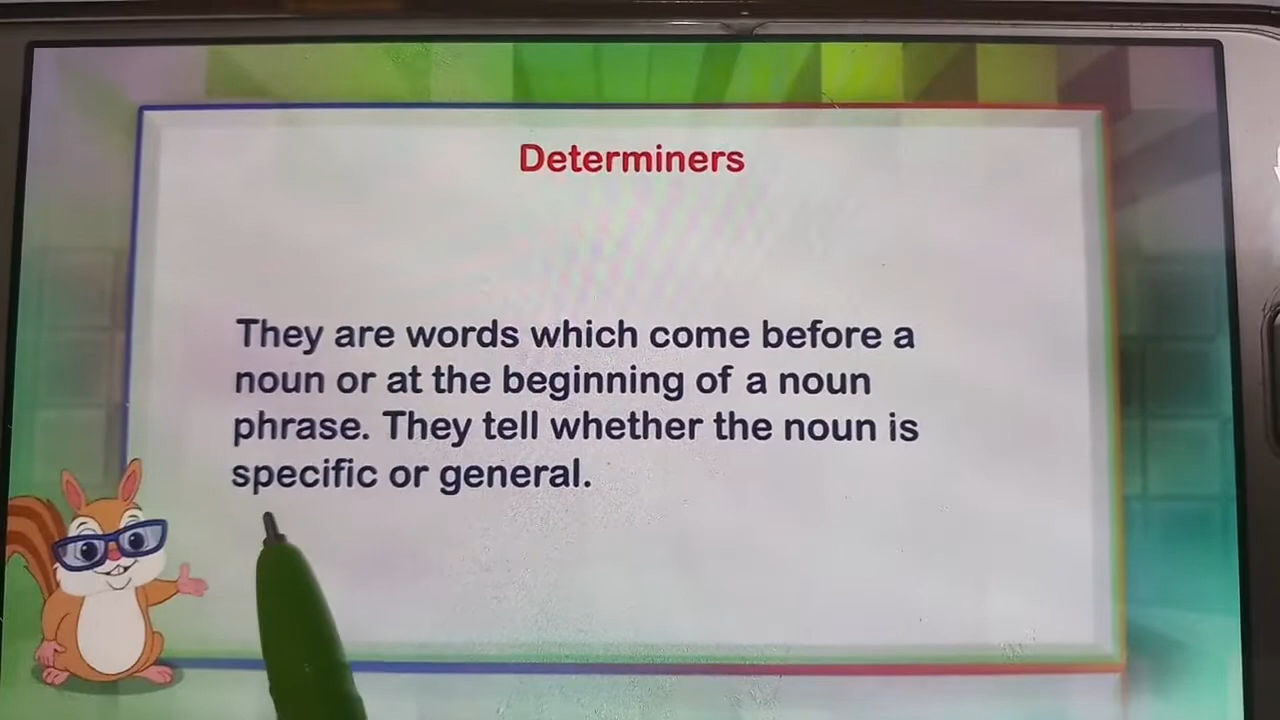 Determiners
They are words which come before a
noun or at the beginning of a noun
phrase. They tell whether the noun is
specific or general.